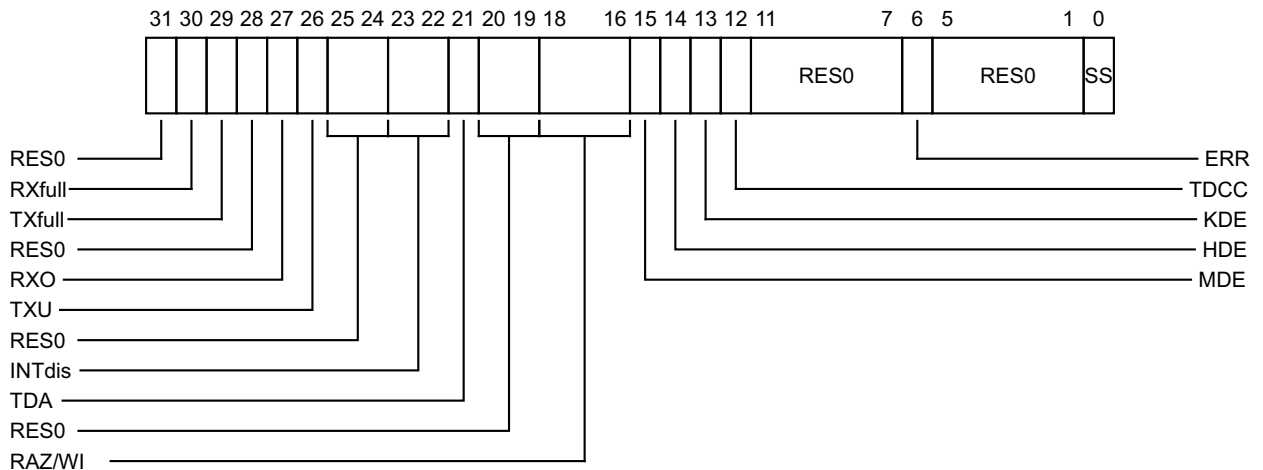 31 30 29 28 27 26 25 24 23 22 21 20 19 18 16 15 14 13 12 11 7 6 5 1 0
RES0 RES0 SS
RES0 ERR
RXfull TDCC
TXfull KDE
RES0 HDE
RXO MDE
TXU
RES0
INTdis
TDA
RES0
RAZ/WI